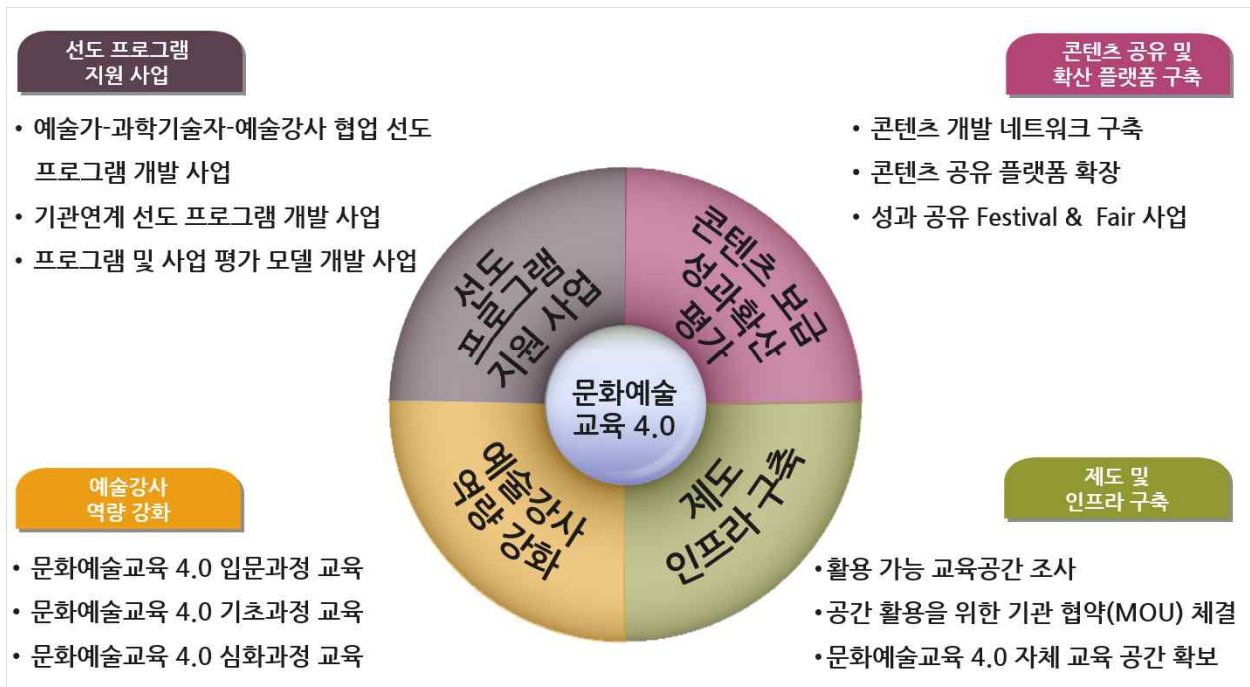 선도 프로그램
지원 사업
• 예술가-과학기술자-예술강사 협업 선도
프로그램 개발 사업
• 기관연계 선도 프로그램 개발 사업
• 프로그램 및 사업 평가 모델 개발 사업
콘텐츠 공유 및
확산 플랫폼 구축
• 콘텐츠 개발 네트워크 구축
• 콘텐츠 공유 플랫폼 확장
• 성과 공유 Festival & Fair 사업
선도
프로그램
지원 사업
콘텐츠 보급
성과확산
평가
문화예술
교육 4.0
예술강사
역량 강화
제도
인프라 구축
예술강사
역량 강화
• 문화예술교육 4.0 입문과정 교육
• 문화예술교육 4.0 기초과정 교육
• 문화예술교육 4.0 심화과정 교육
제도 및
인프라 구축
•활용 가능 교육공간 조사
•공간 활용을 위한 기관 협약(MOU) 체결
•문화예술교육 4.0 자체 교육 공간 확보